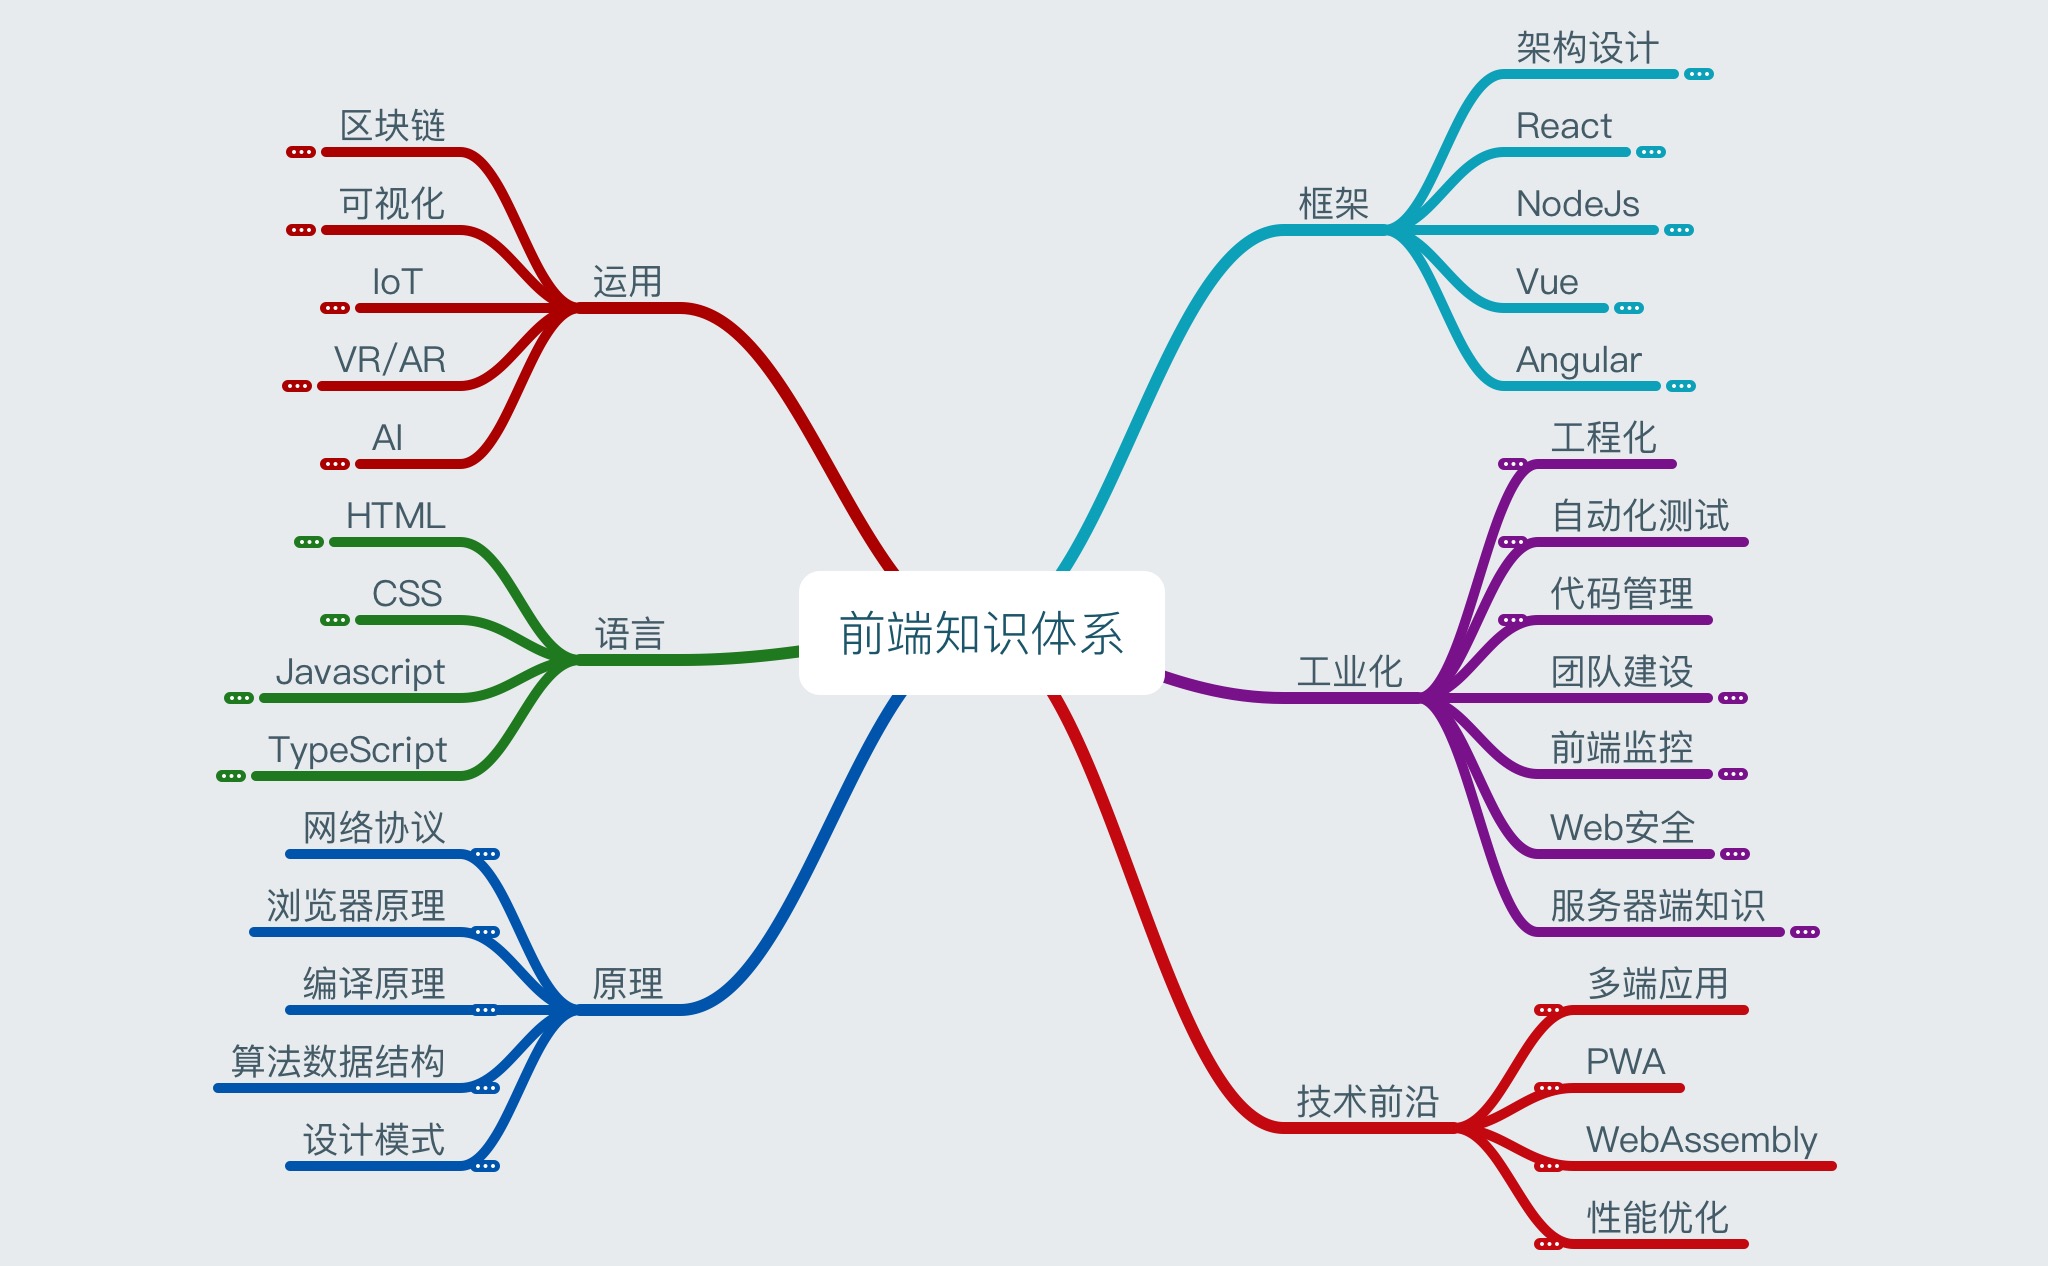 前端知识体系
运用
区块链
可视化
IoT
VR/AR
AI
语言
HTML
CSS
Javascript
TypeScript
原理
网络协议
浏览器原理
编译原理
算法数据结构
设计模式
框架
架构设计
React
NodeJs
Vue
Angular
工业化
工程化
自动化测试
代码管理
团队建设
前端监控
Web安全
服务器端知识
技术前沿
多端应用
PWA
WebAssembly
性能优化